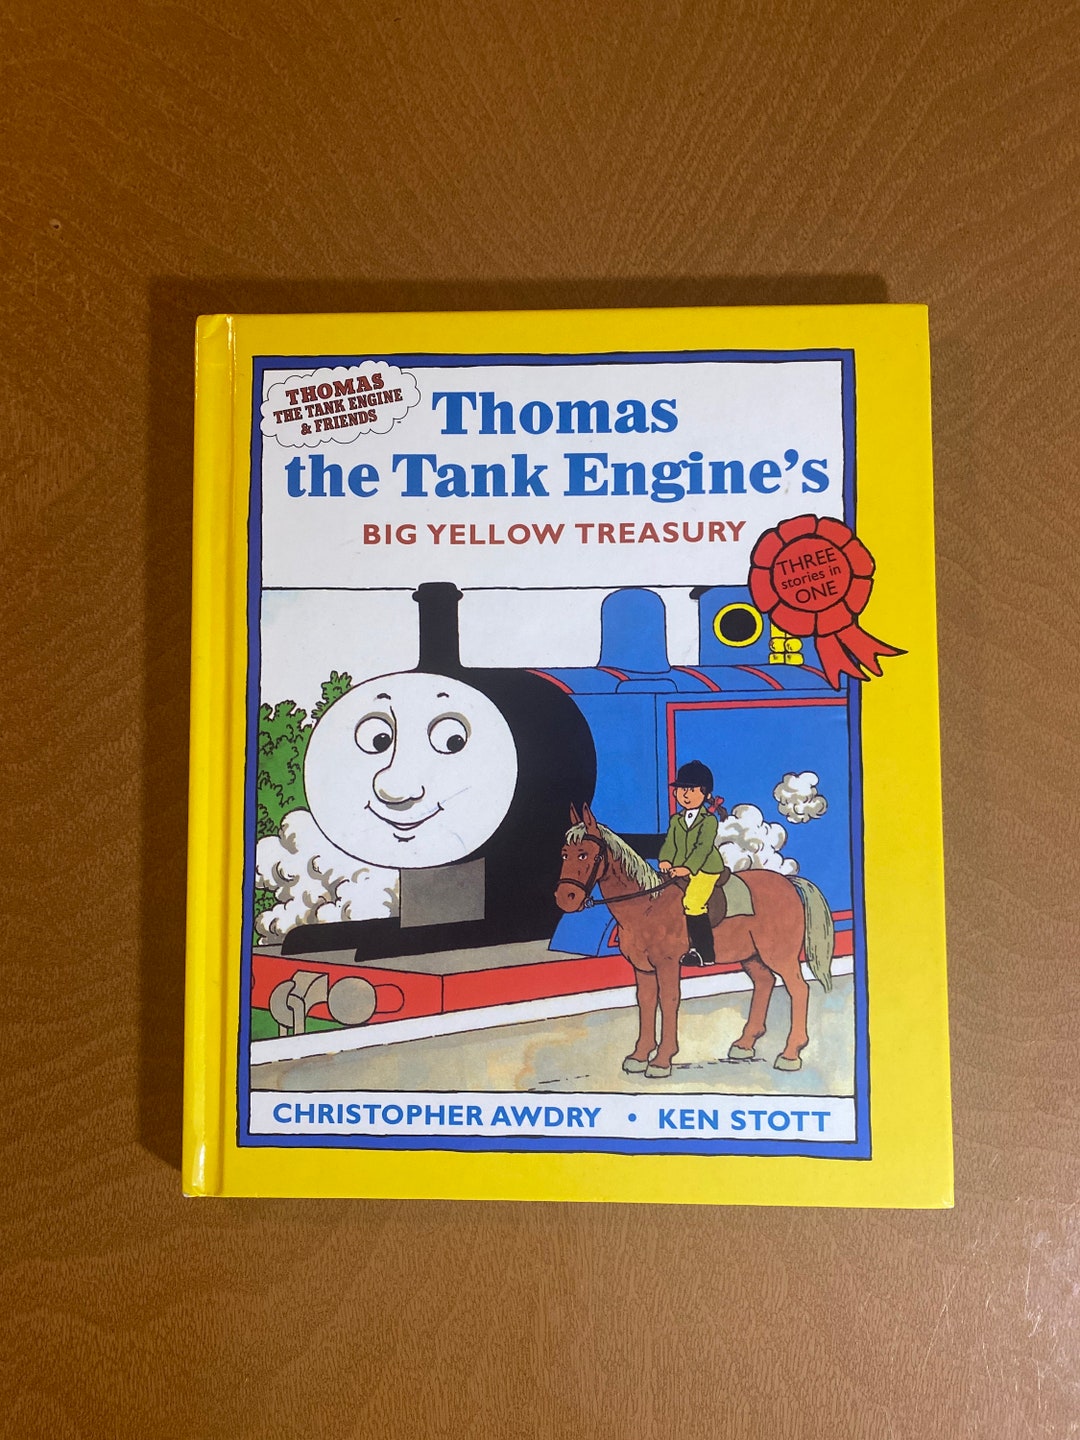 THOMAS
THE TANK ENGINE
& FRIENDS
Thomas
the Tank Engine's
BIG YELLOW TREASURY
THREE
stories in
ONE
CHRISTOPHER AWDRY • KEN STOTT